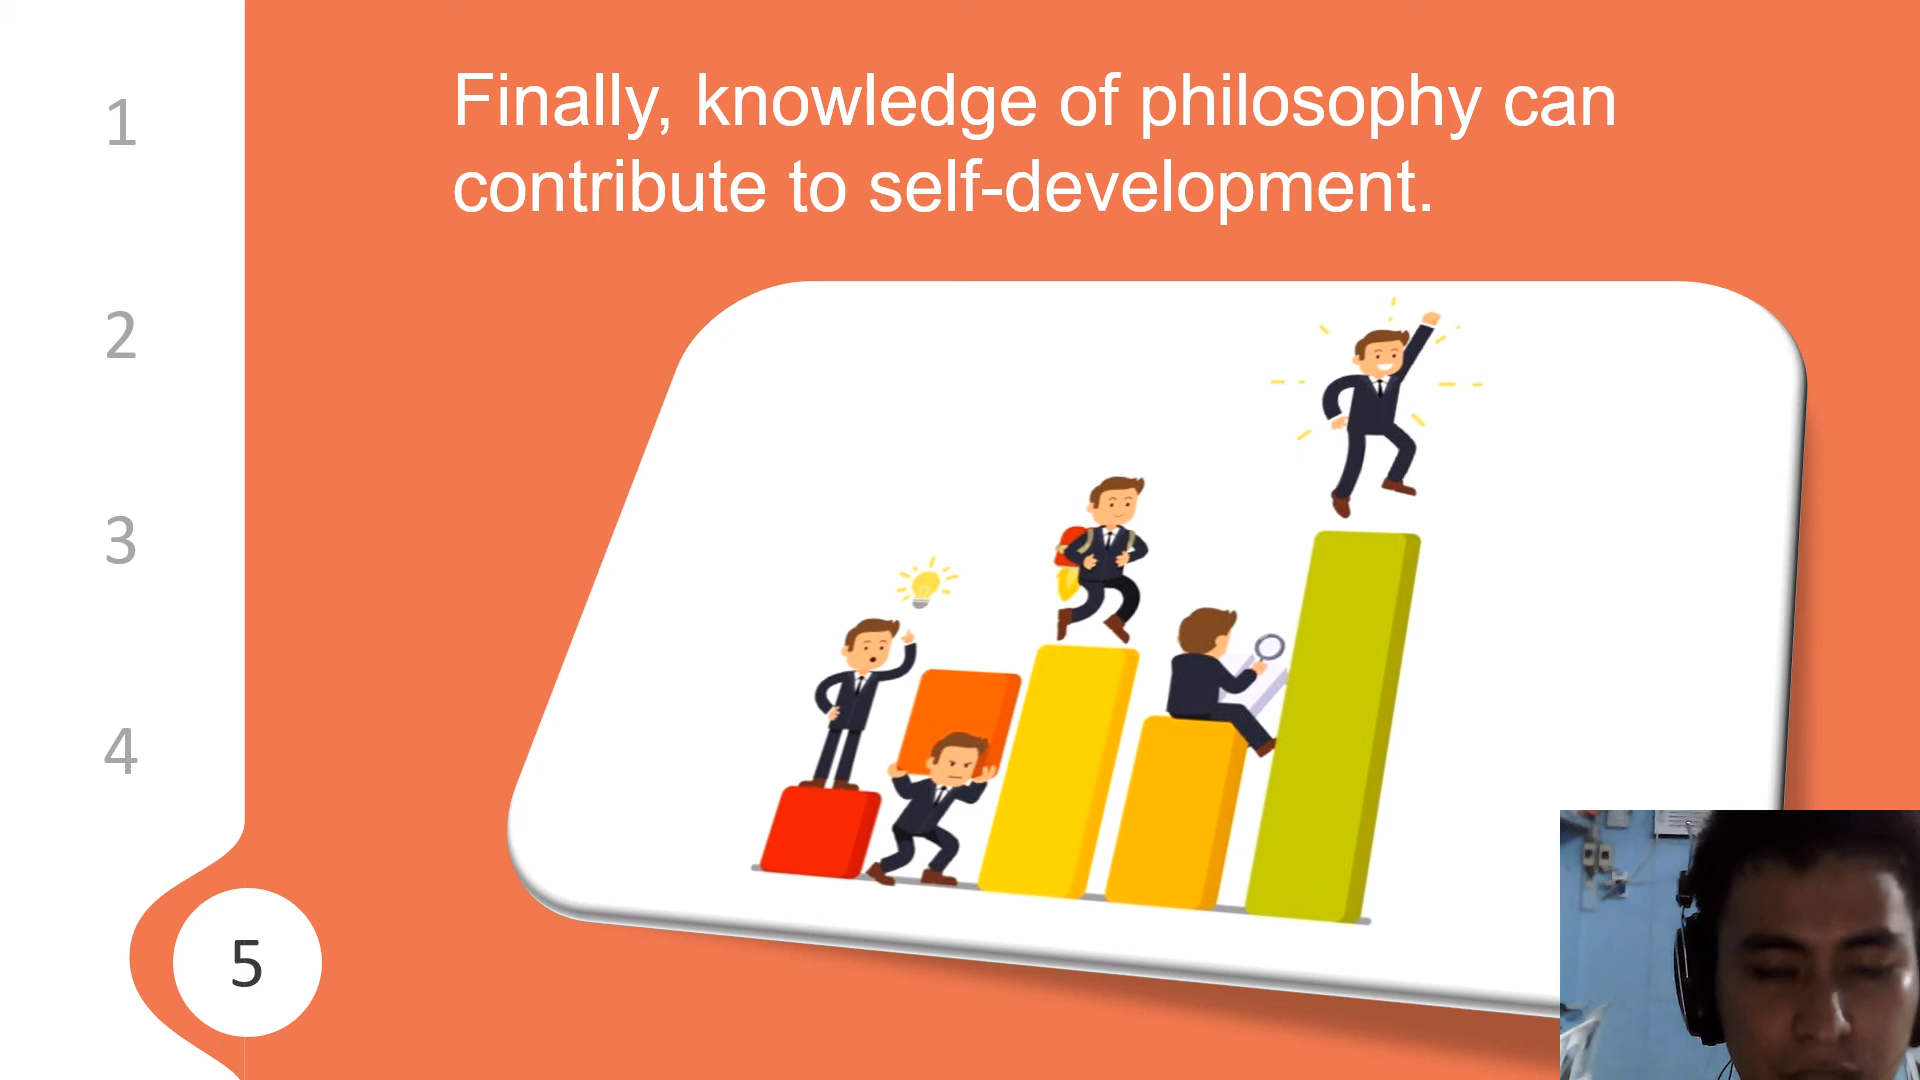 1
2
3
4
5
Finally, knowledge of philosophy can
contribute to self-development.